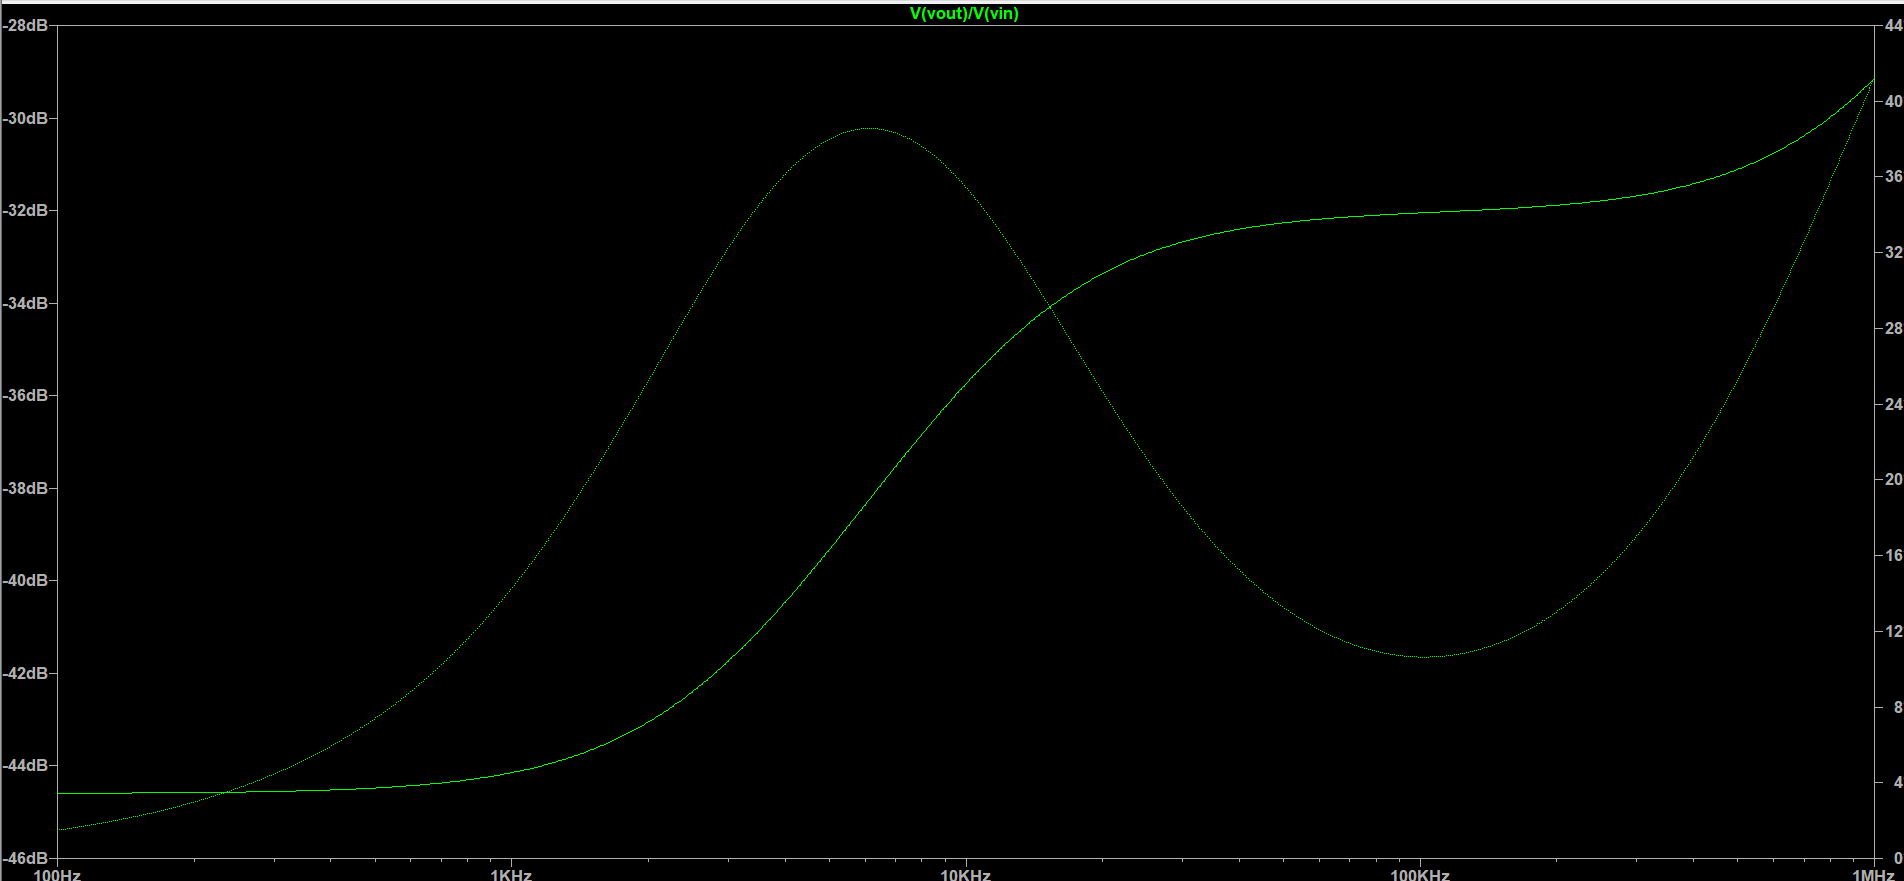 V(vout)/V(vin)
-28dB
-30dB
-32dB
-34dB
-36dB
-38dB
-40dB
-42dB
-44dB
-46dB
44
40
36
32
28
24
20
16
12
8
4
0
100Hz 1KHz 10KHz 100KHz 1MHz